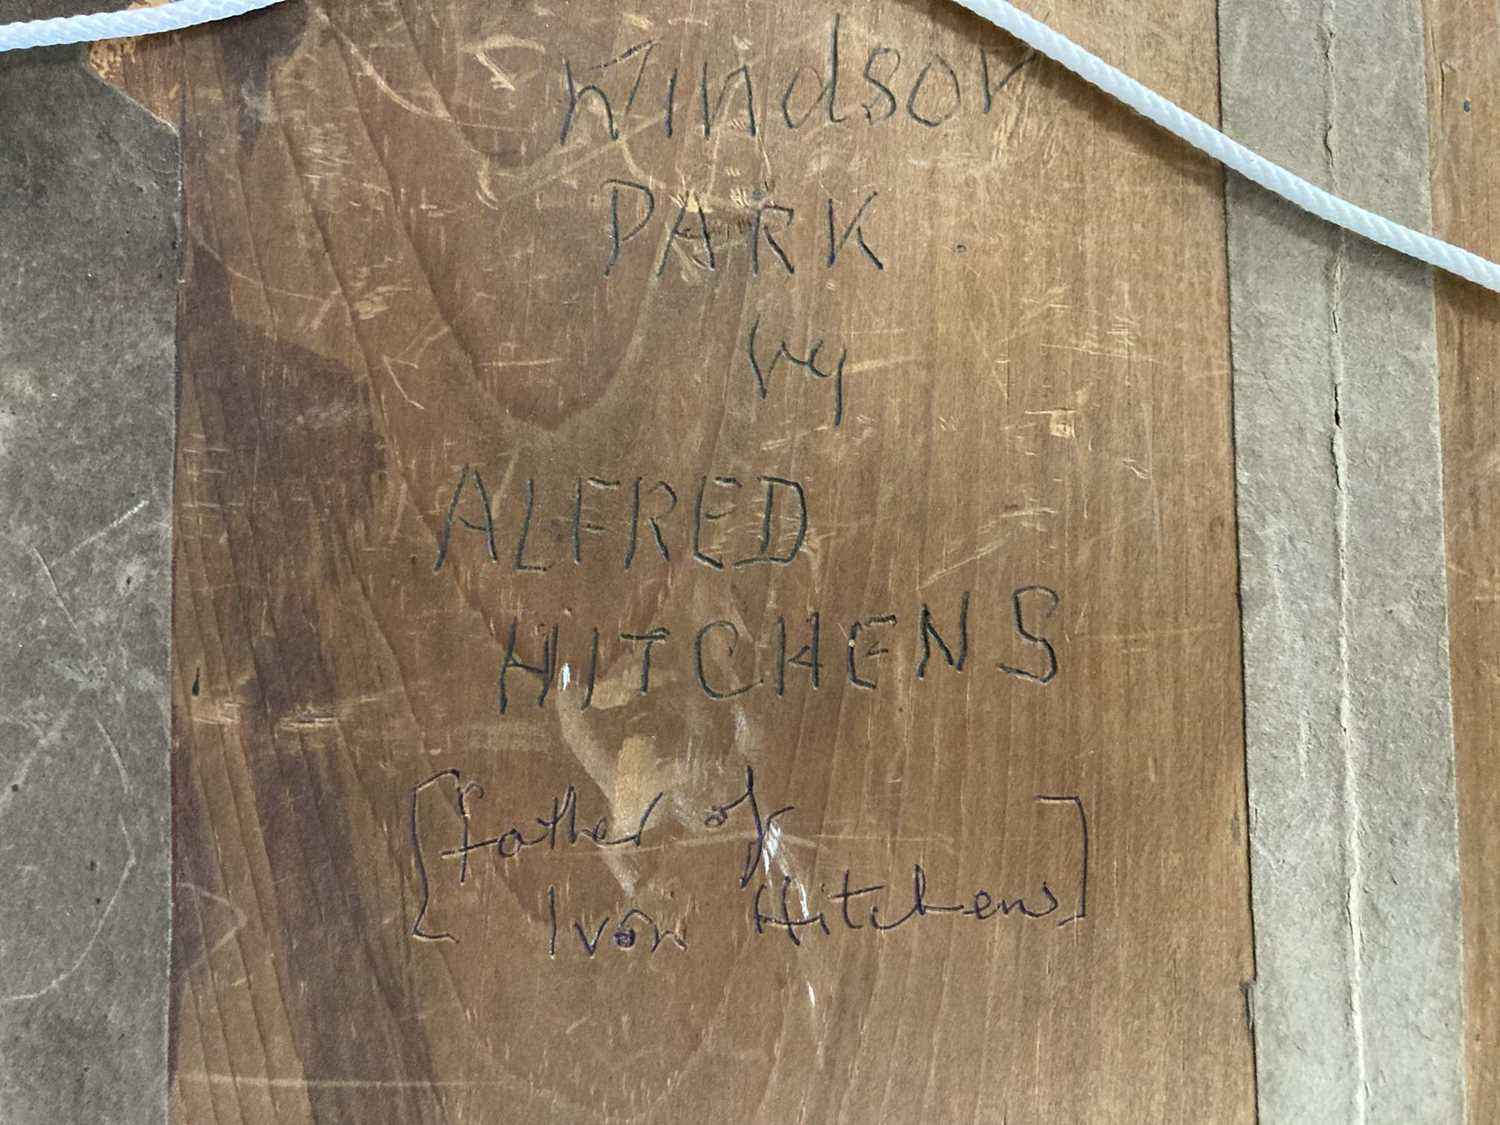 Windsor
PARK
by
ALFRED
HITCHENS
[father of
Ivon Hitchens]